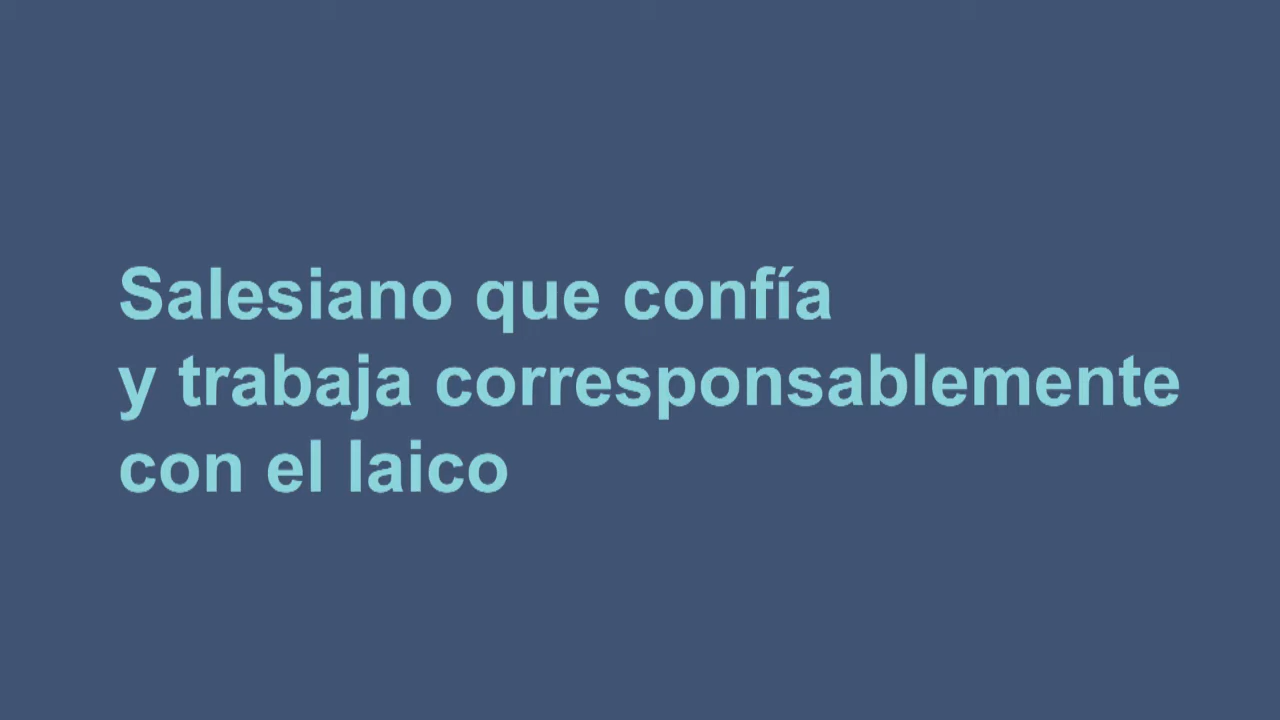 Salesiano que confía
y trabaja corresponsablemente
con el laico